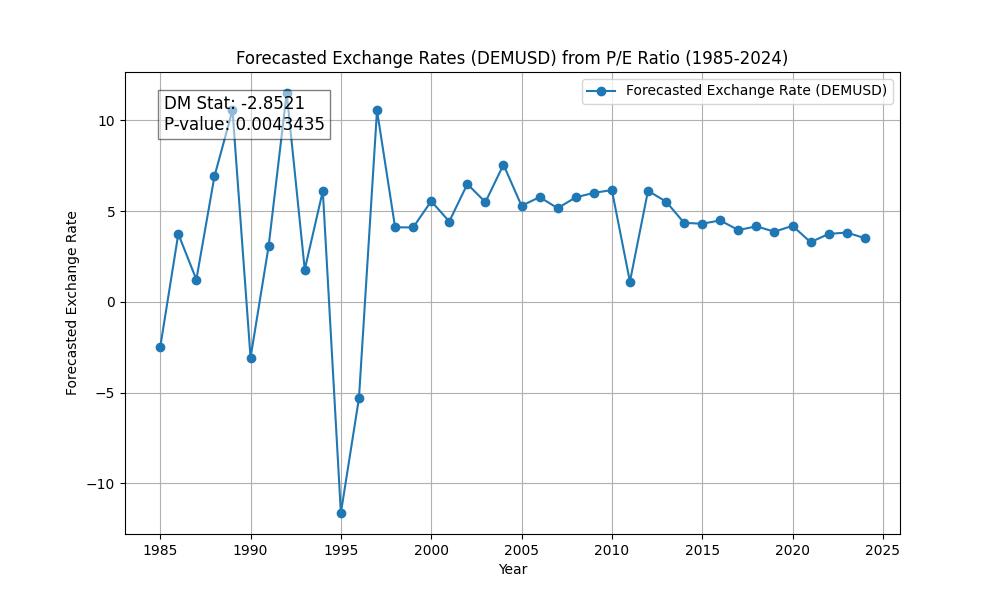 Forecasted Exchange Rates (DEMUSD) from P/E Ratio (1985-2024)
DM Stat: -2.8521
P-value: 0.0043435
Forecasted Exchange Rate (DEMUSD)
Forecasted Exchange Rate
10
5
0
−5
−10
1985 1990 1995 2000 2005 2010 2015 2020 2025
Year